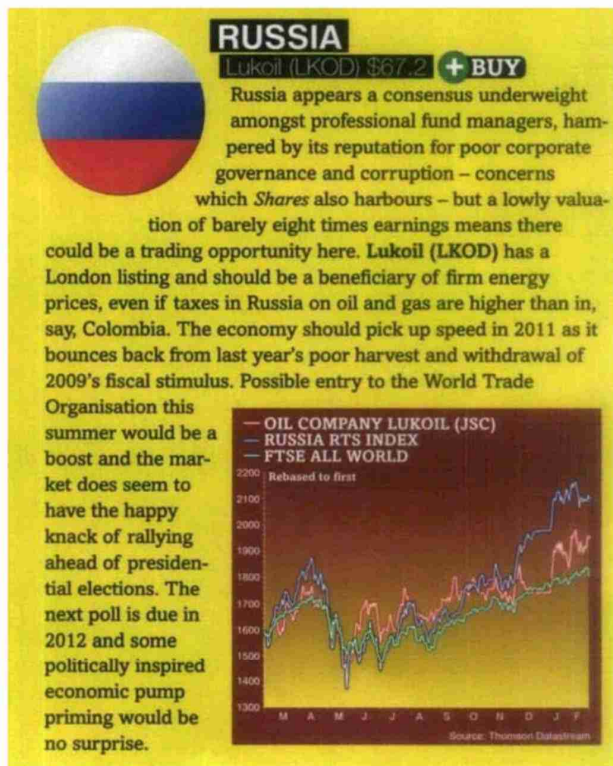 RUSSIA
Lukoil (LKOD) $67.2 + BUY
Russia appears a consensus underweight
amongst professional fund managers, ham-
pered by its reputation for poor corporate
governance and corruption – concerns
which Shares also harbours – but a lowly valua-
tion of barely eight times earnings means there
could be a trading opportunity here. Lukoil (LKOD) has a
London listing and should be a beneficiary of firm energy
prices, even if taxes in Russia on oil and gas are higher than in,
say, Colombia. The economy should pick up speed in 2011 as it
bounces back from last year's poor harvest and withdrawal of
2009's fiscal stimulus. Possible entry to the World Trade
Organisation this
summer would be a
boost and the mar-
ket does seem to
have the happy
knack of rallying
ahead of presiden-
tial elections. The
next poll is due in
2012 and some
politically inspired
economic pump
priming would be
no surprise.
OIL COMPANY LUKOIL (JSC)
RUSSIA RTS INDEX
FTSE ALL WORLD
Rebased to first
2200
2100
2000
1900
1800
1700
1600
1500
1400
1300
M A M J J A S O N D J F
Source: Thomson Datastream